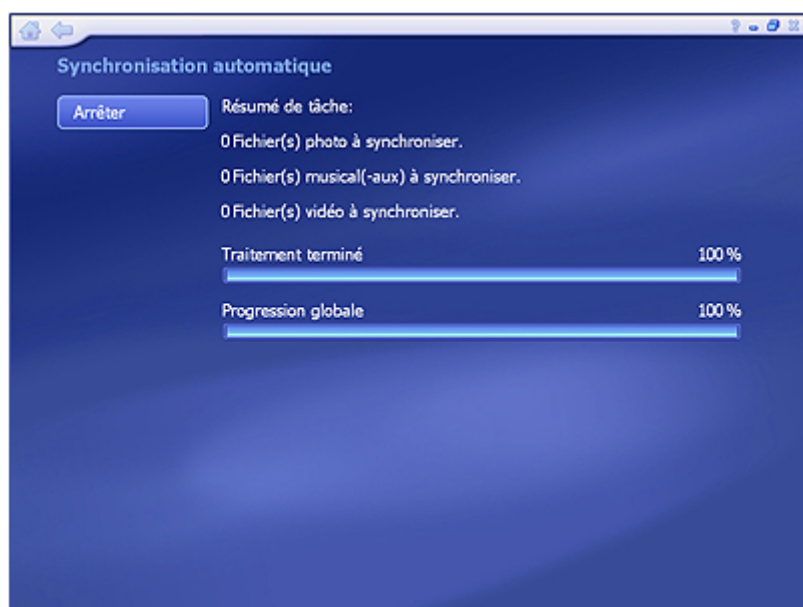 Synchronisation automatique
Arrêter
Résumé de tâche:
0 Fichier(s) photo à synchroniser.
0 Fichier(s) musical(-aux) à synchroniser.
0 Fichier(s) vidéo à synchroniser.
Traitement terminé 100 %
Progression globale 100 %